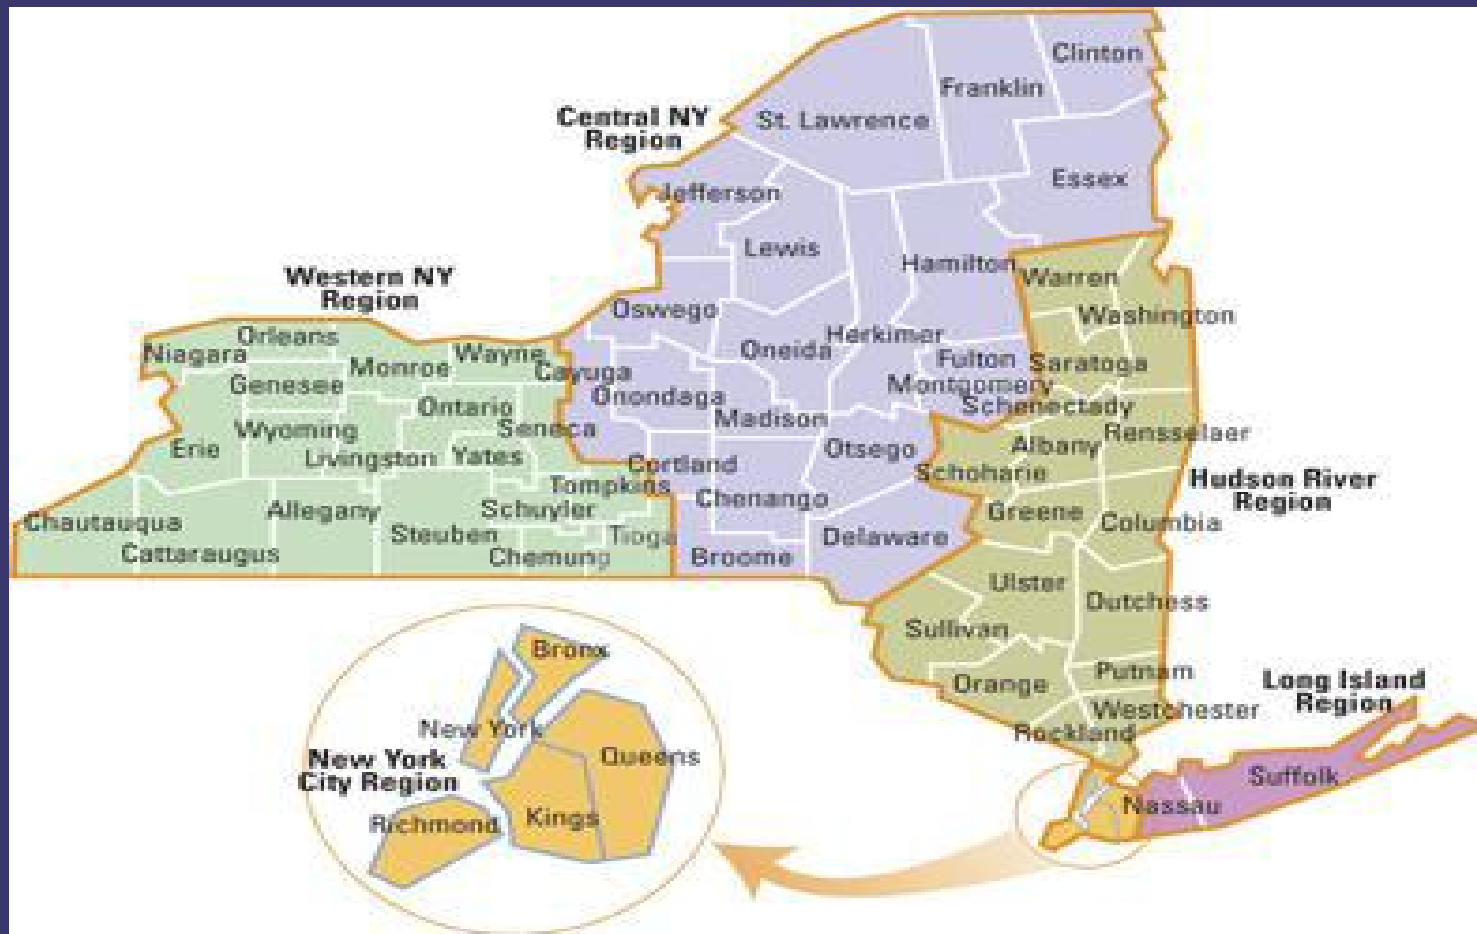 Clinton
Franklin
Central NY
Region
St. Lawrence
Essex
Jefferson
Lewis
Hamilton
Warren
Western NY
Region
Oswego
Washington
Orleans
Herkimer
Niagara
Wayne
Oneida
Fulton
Monroe
Saratoga
Cayuga
Genesee
Montgomery
Onondaga
Ontario
Schenectady
Madison
Wyoming
Seneca
Rensselaer
Erie
Otsego
Albany
Livingston
Yates
Cortland
Schoharie
Hudson River
Region
Tompkins
Chenango
Allegany
Schuyler
Greene
Columbia
Chautauqua
Steuben
Tioga
Delaware
Cattaraugus
Chemung
Broome
Ulster
Dutchess
Sullivan
Bronx
Putnam
Orange
Long Island
Region
Westchester
New York
Rockland
Queens
New York
City Region
Suffolk
Nassau
Kings
Richmond